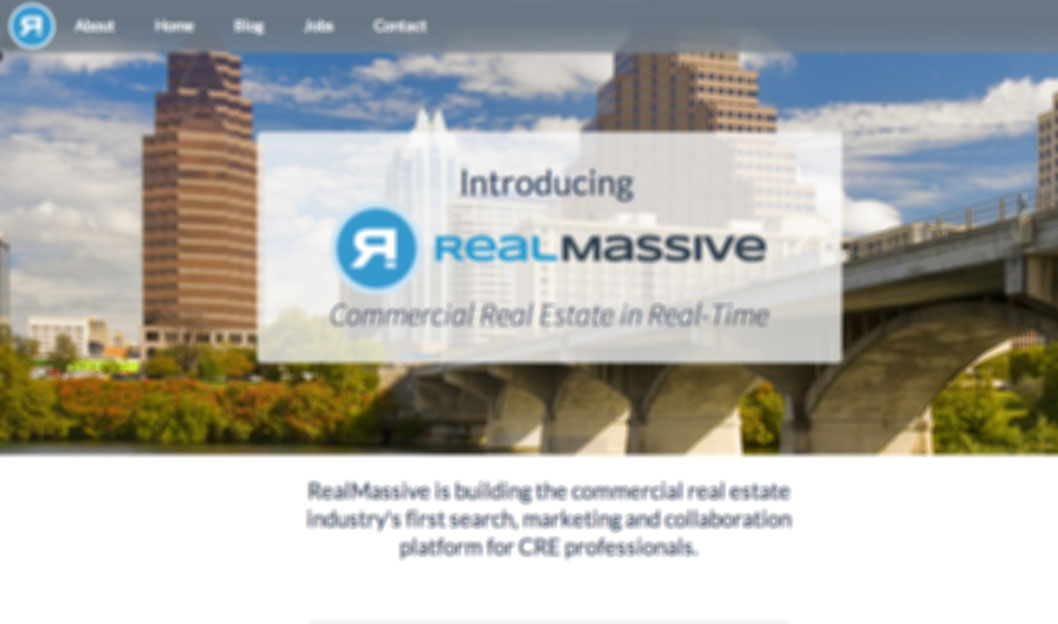 About Home Blog Jobs Contact
Introducing
REALMASSIVE
Commercial Real Estate in Real-Time
RealMassive is building the commercial real estate
industry's first search, marketing and collaboration
platform for CRE professionals.